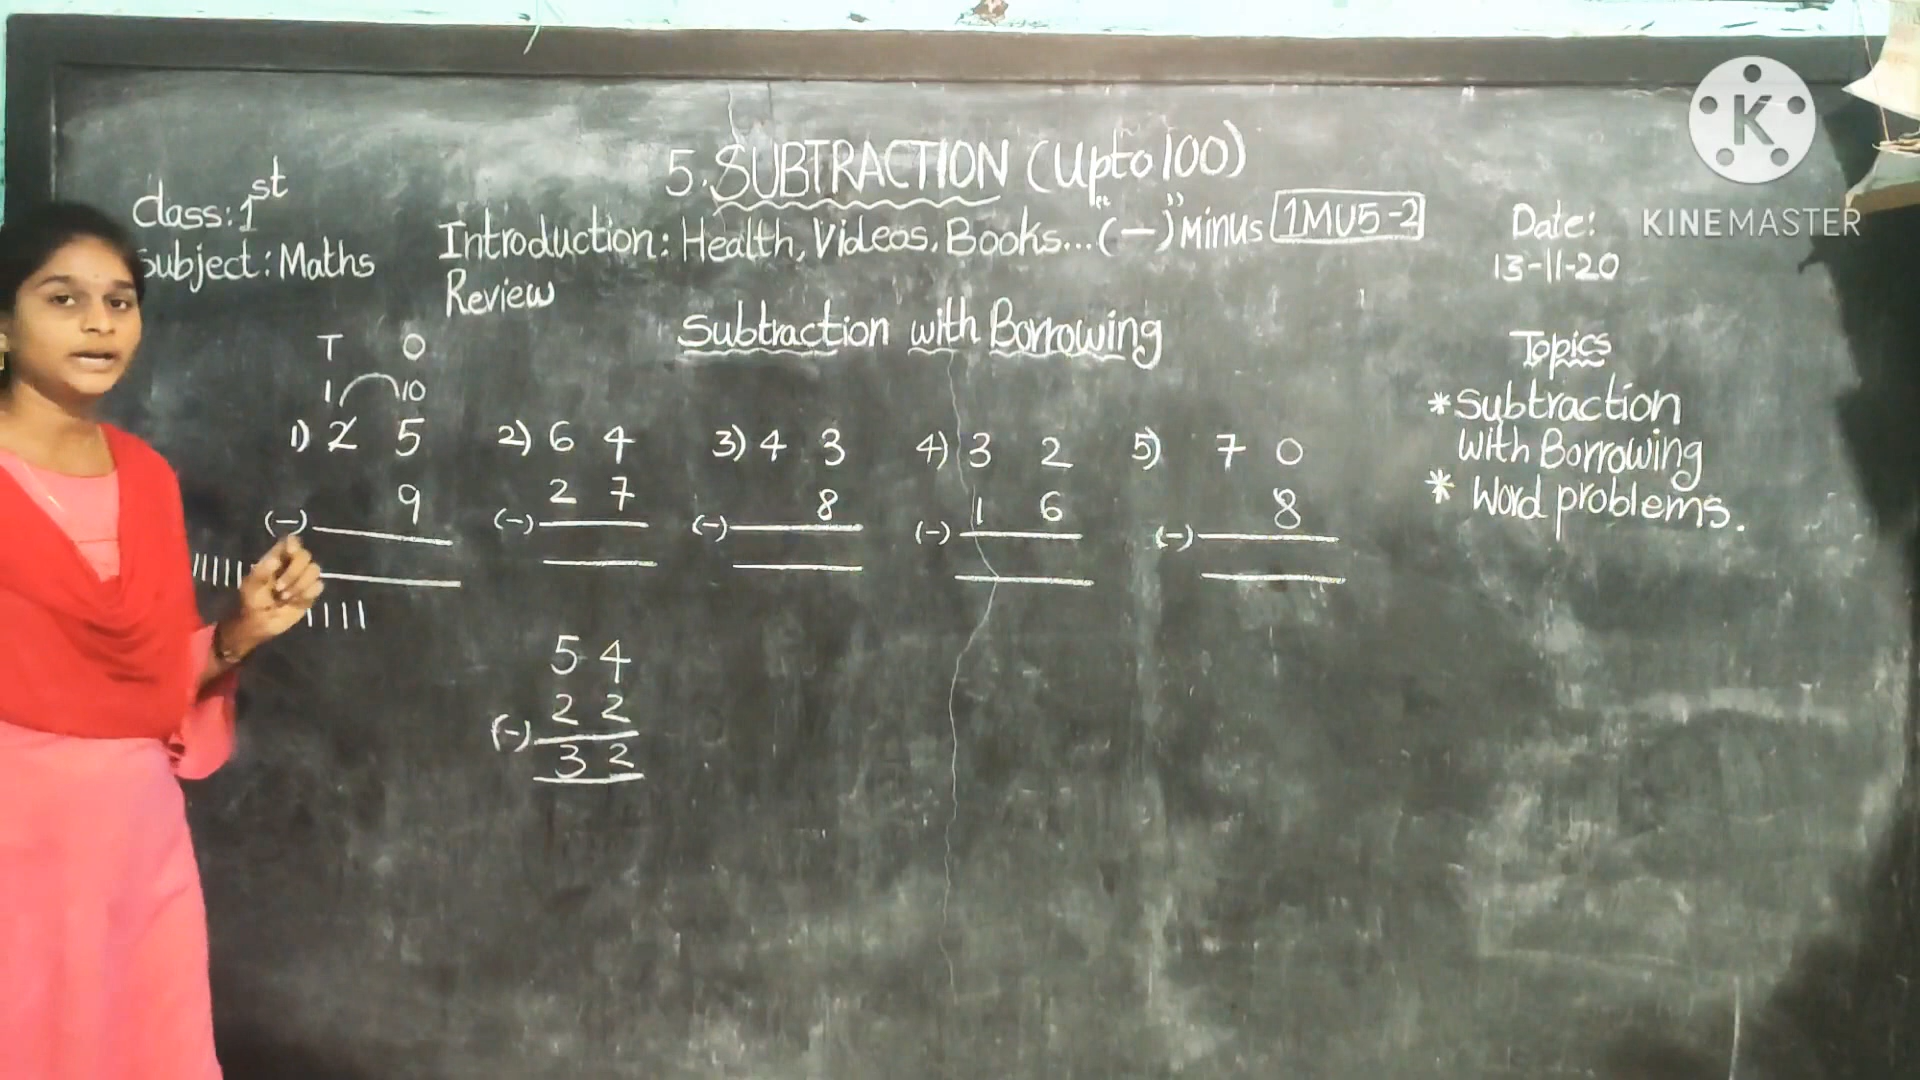 5. SUBTRACTION (Upto 100)
Class: 1st
Subject: Maths
Introduction: Health, Videos, Books... "(—)" Minus 1MU5-2
Review
Date:
13-11-20
KINEMASTER
K
Subtraction with Borrowing
Topics
* Subtraction
with Borrowing
* Word problems.
T O
1 10
1) 2 5
9
(-)
2) 6 4
2 7
(-)
3) 4 3
8
(-)
4) 3 2
1 6
(-)
5) 7 0
8
(-)
5 4
2 2
(-)
3 2